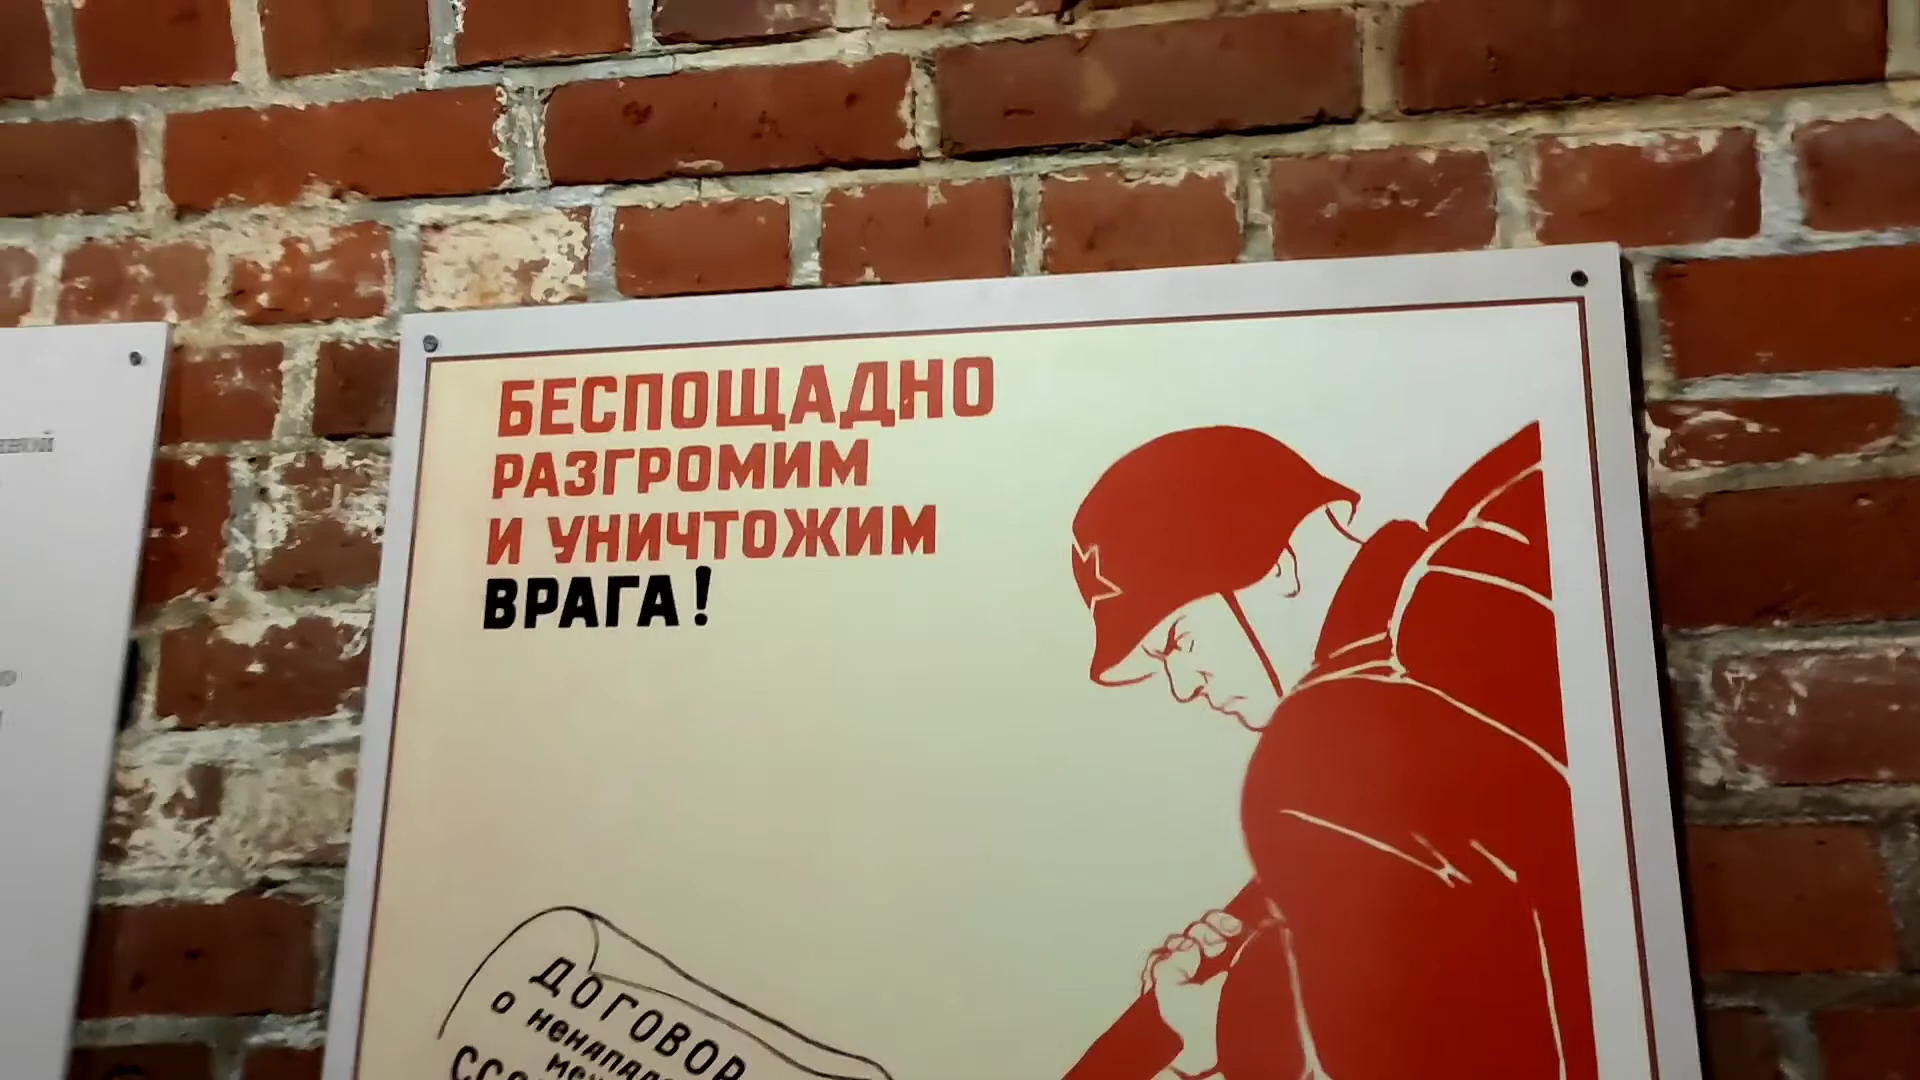 БЕСПОЩАДНО
РАЗГРОМИМ
И УНИЧТОЖИМ
ВРАГА!
ДОГОВОР
О